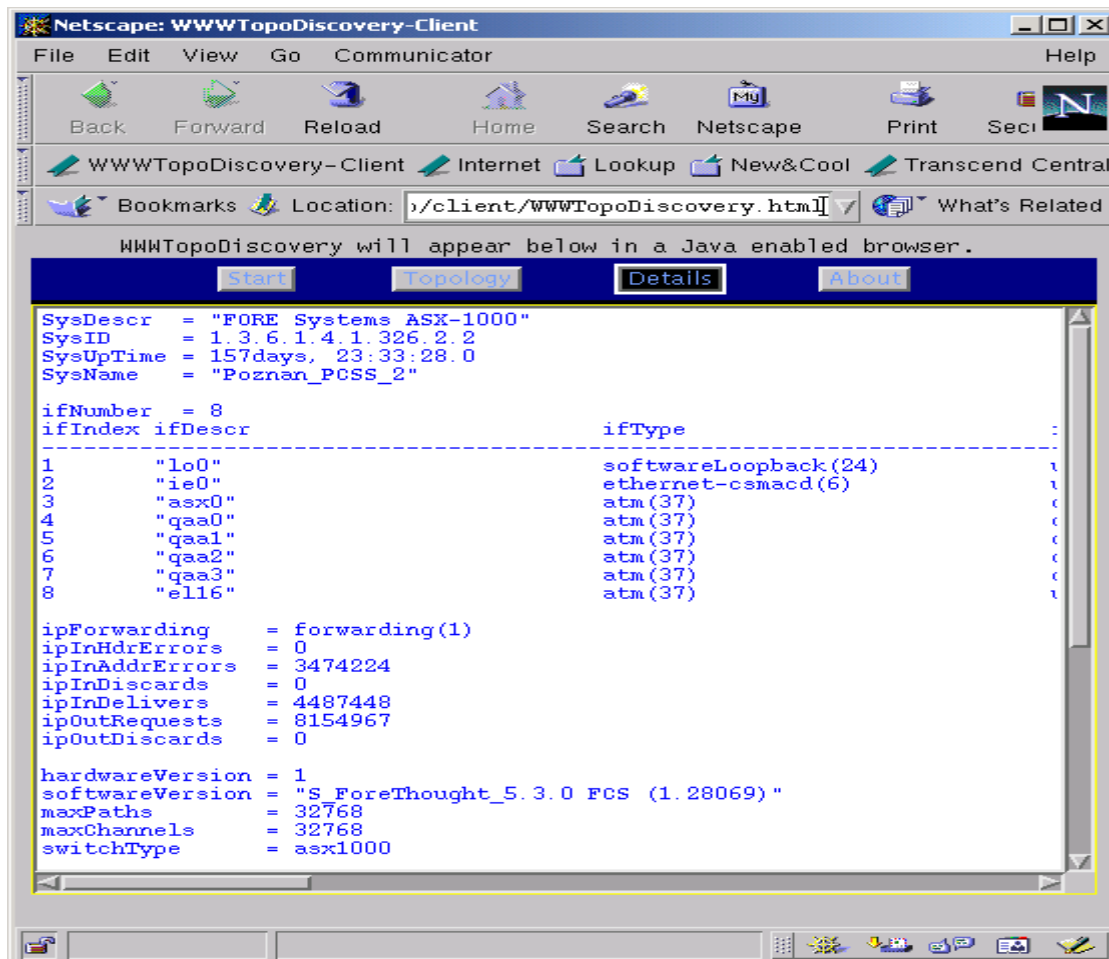 Netscape: WWWTopoDiscovery-Client
File Edit View Go Communicator Help
Back Forward Reload Home Search Netscape Print
My N
WWWTopoDiscovery-Client Internet Lookup New&Cool Transcend Central
Bookmarks Location: /client/WWWTopoDiscovery.html What's Related
WWWTopoDiscovery will appear below in a Java enabled browser.
Start Topology Details About
SysDescr = "FORE Systems ASX-1000"
SysID = 1.3.6.1.4.1.326.2.2
SysUpTime = 157days, 23:33:28.0
SysName = "Poznan_PCSS_2"
ifNumber = 8
ifIndex ifDescr ifType
1 "lo0" softwareLoopback(24)
2 "ie0" ethernet-csmacd(6)
3 "asx0" atm(37)
4 "qaa0" atm(37)
5 "qaa1" atm(37)
6 "qaa2" atm(37)
7 "qaa3" atm(37)
8 "el16" atm(37)
ipForwarding = forwarding(1)
ipInHdrErrors = 0
ipInAddrErrors = 3474224
ipInDiscards = 0
ipInDelivers = 4487448
ipOutRequests = 8154967
ipOutDiscards = 0
hardwareVersion = 1
softwareVersion = "S_ForeThought_5.3.0 FCS (1.28069)"
maxPaths = 32768
maxChannels = 32768
switchType = asx1000